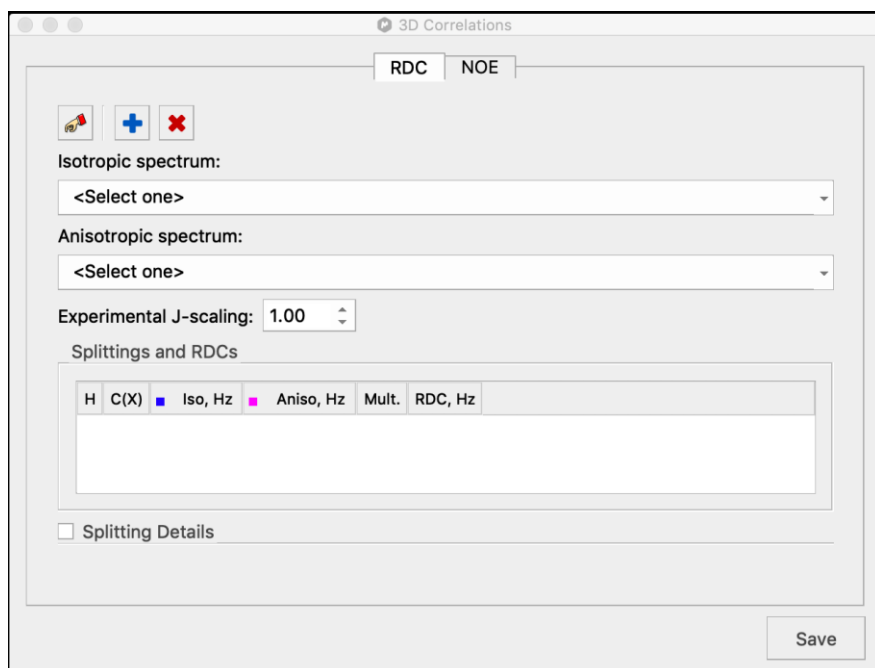 3D Correlations
RDC NOE
Isotropic spectrum:
<Select one>
Anisotropic spectrum:
<Select one>
Experimental J-scaling: 1.00
Splittings and RDCs
H C(X) Iso, Hz Aniso, Hz Mult. RDC, Hz
Splitting Details
Save